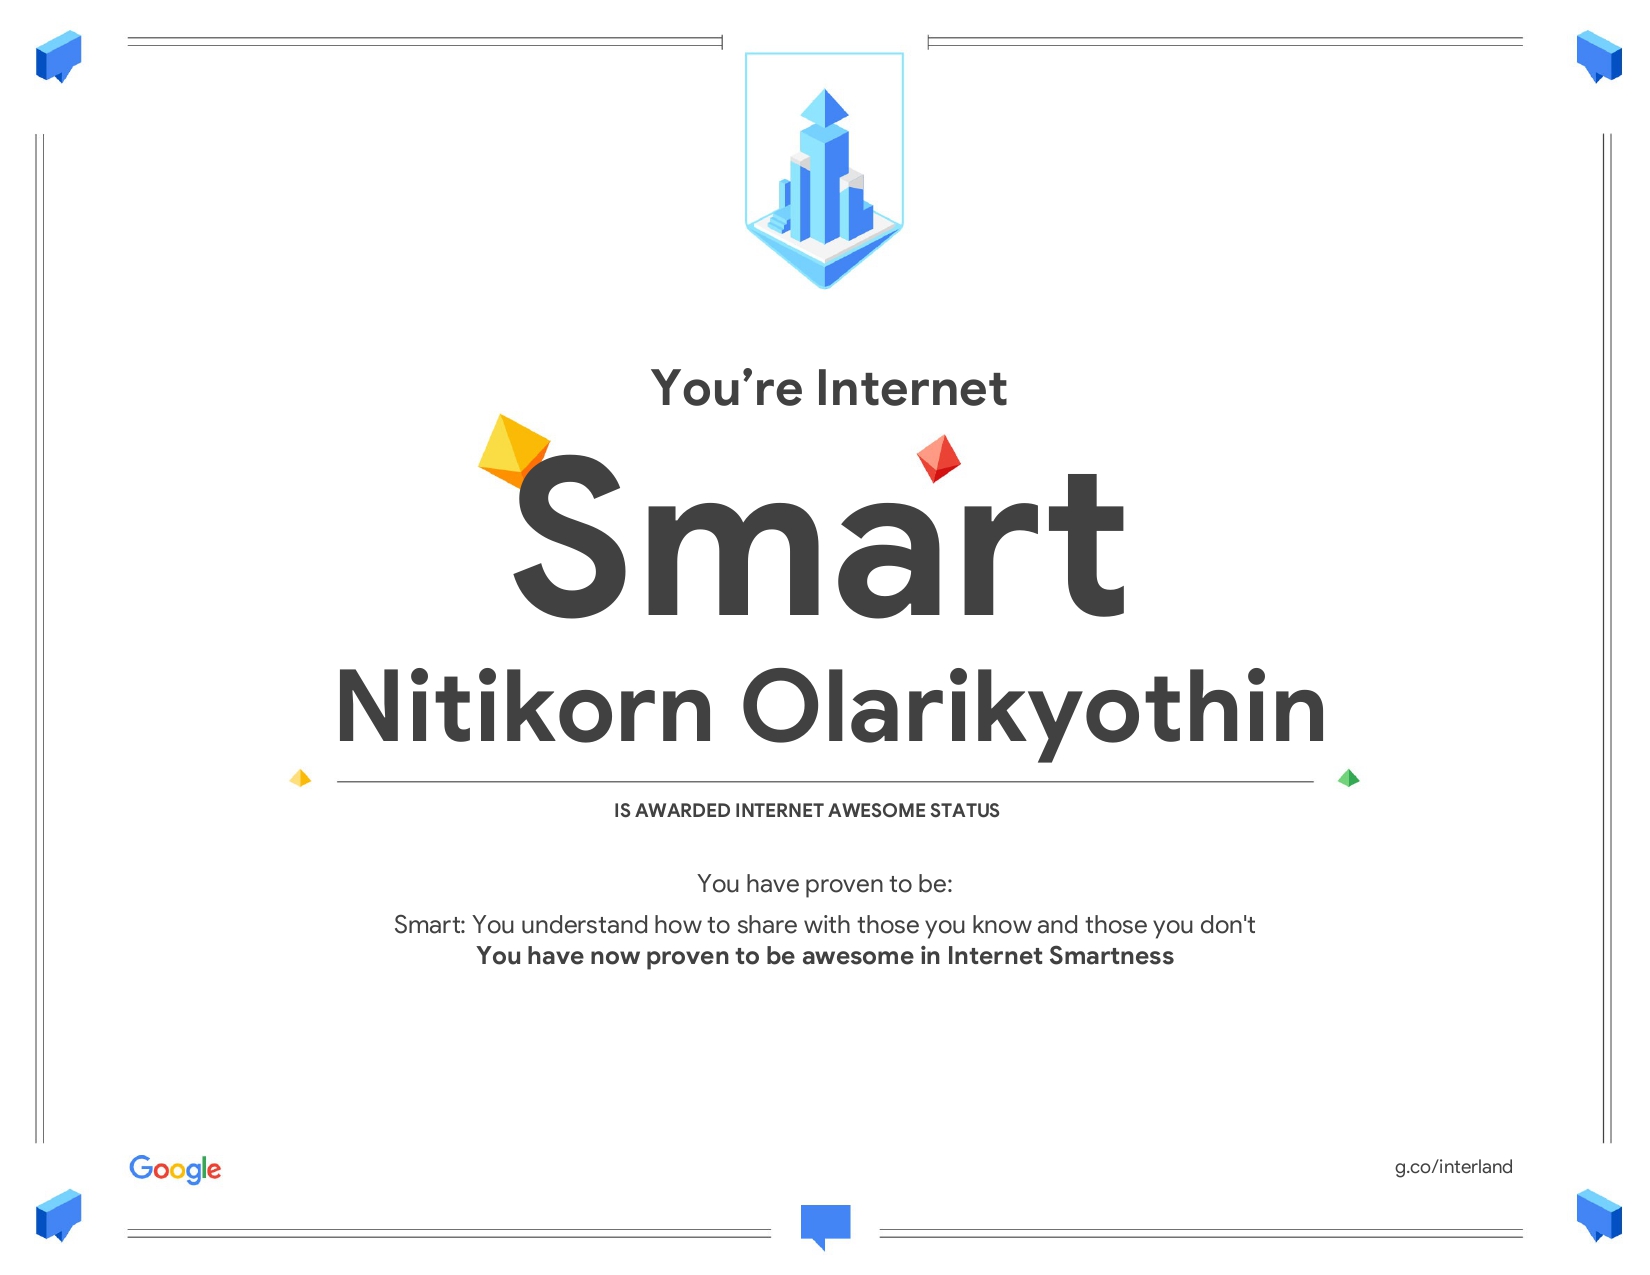 You’re Internet
Smart
Nitikorn Olarikyothin
IS AWARDED INTERNET AWESOME STATUS
You have proven to be:
Smart: You understand how to share with those you know and those you don't
You have now proven to be awesome in Internet Smartness
Google
g.co/interland